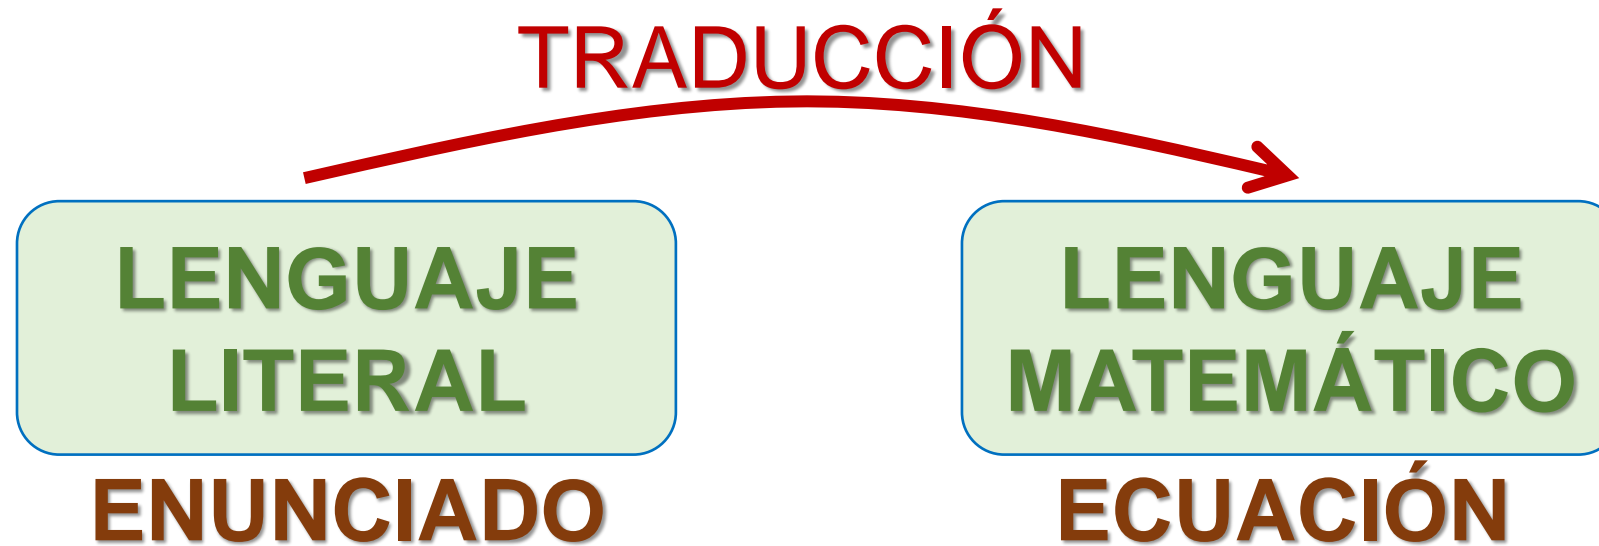 TRADUCCIÓN
LENGUAJE
LITERAL
ENUNCIADO
LENGUAJE
MATEMÁTICO
ECUACIÓN